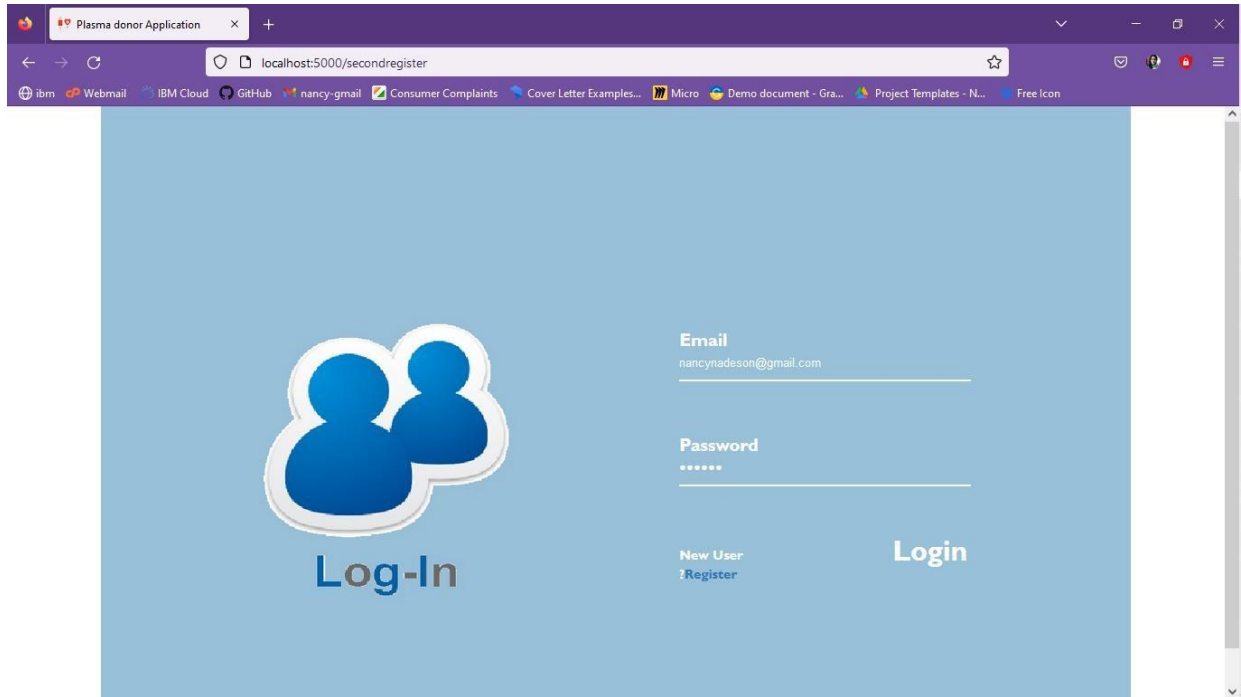 Plasma donor Application
localhost:5000/secondregister
ibm Webmail IBM Cloud GitHub nancy-gmail Consumer Complaints Cover Letter Examples... Micro Demo document - Gra... Project Templates - N... Free Icon
Email
nancynadeson@gmail.com
Password
••••••
New User
?Register
Login
Log-In